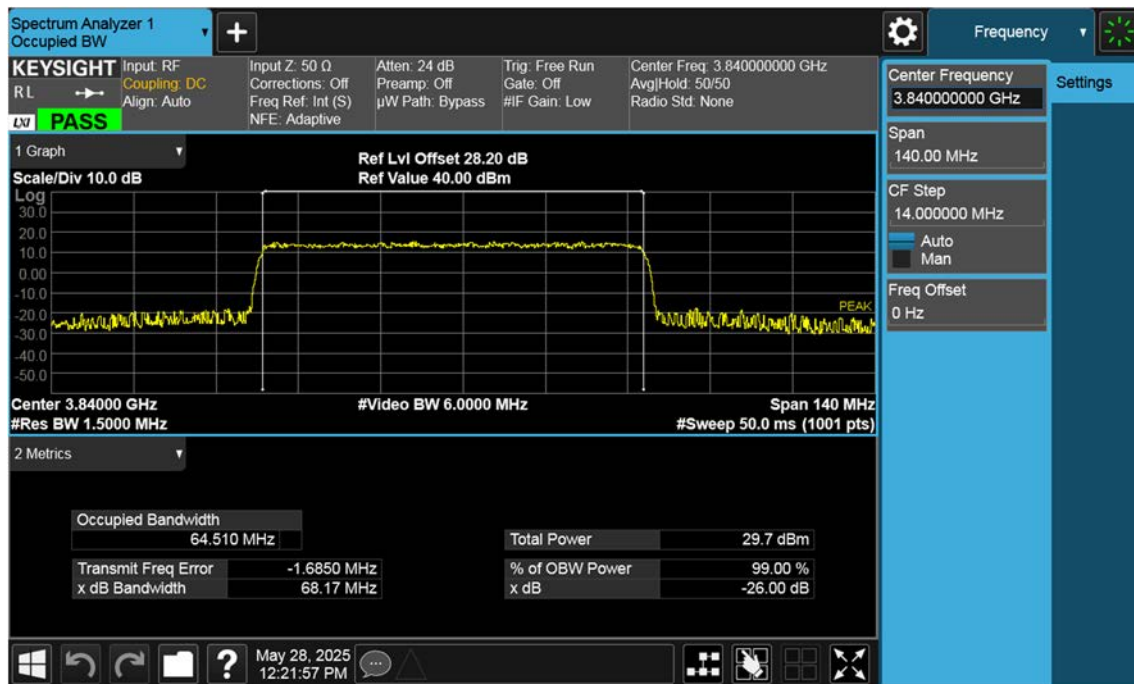 Spectrum Analyzer 1
Occupied BW
+
Frequency
KEYSIGHT
RL
LXI
PASS
Input: RF
Coupling: DC
Align: Auto
Input Z: 50 Ω
Corrections: Off
Freq Ref: Int (S)
NFE: Adaptive
Atten: 24 dB
Preamp: Off
µW Path: Bypass
Trig: Free Run
Gate: Off
#IF Gain: Low
Center Freq: 3.840000000 GHz
Avg|Hold: 50/50
Radio Std: None
Center Frequency
3.840000000 GHz
Settings
Span
140.00 MHz
CF Step
14.000000 MHz
Auto
Man
Freq Offset
0 Hz
1 Graph
Scale/Div 10.0 dB
Ref Lvl Offset 28.20 dB
Ref Value 40.00 dBm
Log
30.0
20.0
10.0
0.00
-10.0
-20.0
-30.0
-40.0
-50.0
PEAK
Center 3.84000 GHz
#Video BW 6.0000 MHz
Span 140 MHz
#Res BW 1.5000 MHz
#Sweep 50.0 ms (1001 pts)
2 Metrics
Occupied Bandwidth
64.510 MHz
Total Power 29.7 dBm
Transmit Freq Error -1.6850 MHz
% of OBW Power 99.00 %
x dB Bandwidth 68.17 MHz
x dB -26.00 dB
?
May 28, 2025
12:21:57 PM